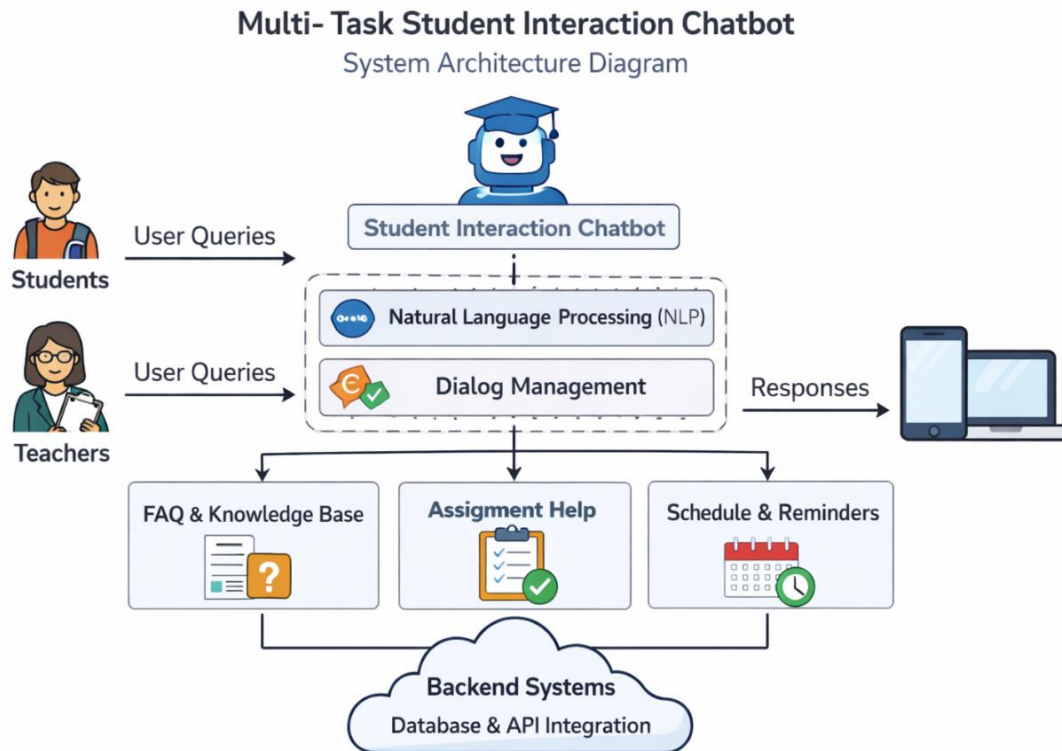 Multi- Task Student Interaction Chatbot
System Architecture Diagram
Student Interaction Chatbot
User Queries
Students
Natural Language Processing (NLP)
User Queries
Dialog Management
Responses
Teachers
FAQ & Knowledge Base
Assignment Help
Schedule & Reminders
?
Backend Systems
Database & API Integration